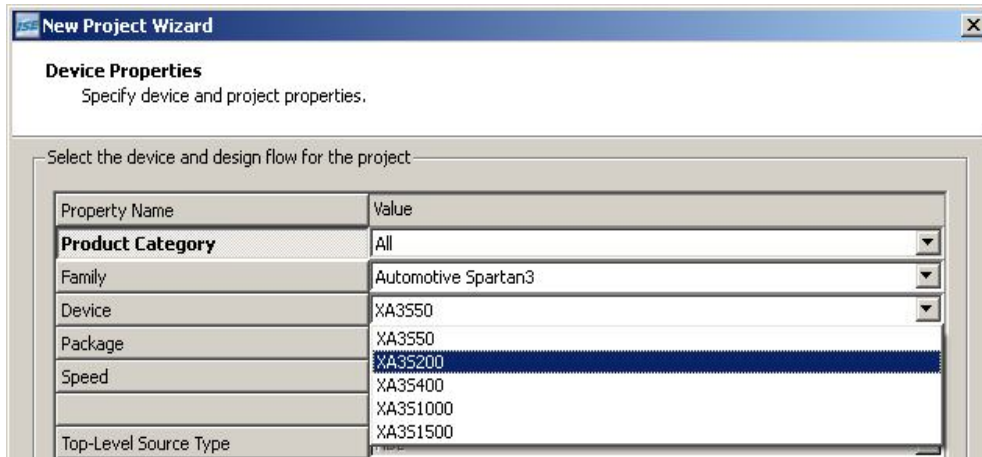 ISE New Project Wizard
Device Properties
Specify device and project properties.
Select the device and design flow for the project
Property Name Value
Product Category All
Family Automotive Spartan3
Device XA3S50
Package XA3S50
XA3S200
Speed
XA3S400
XA3S1000
XA3S1500
Top-Level Source Type